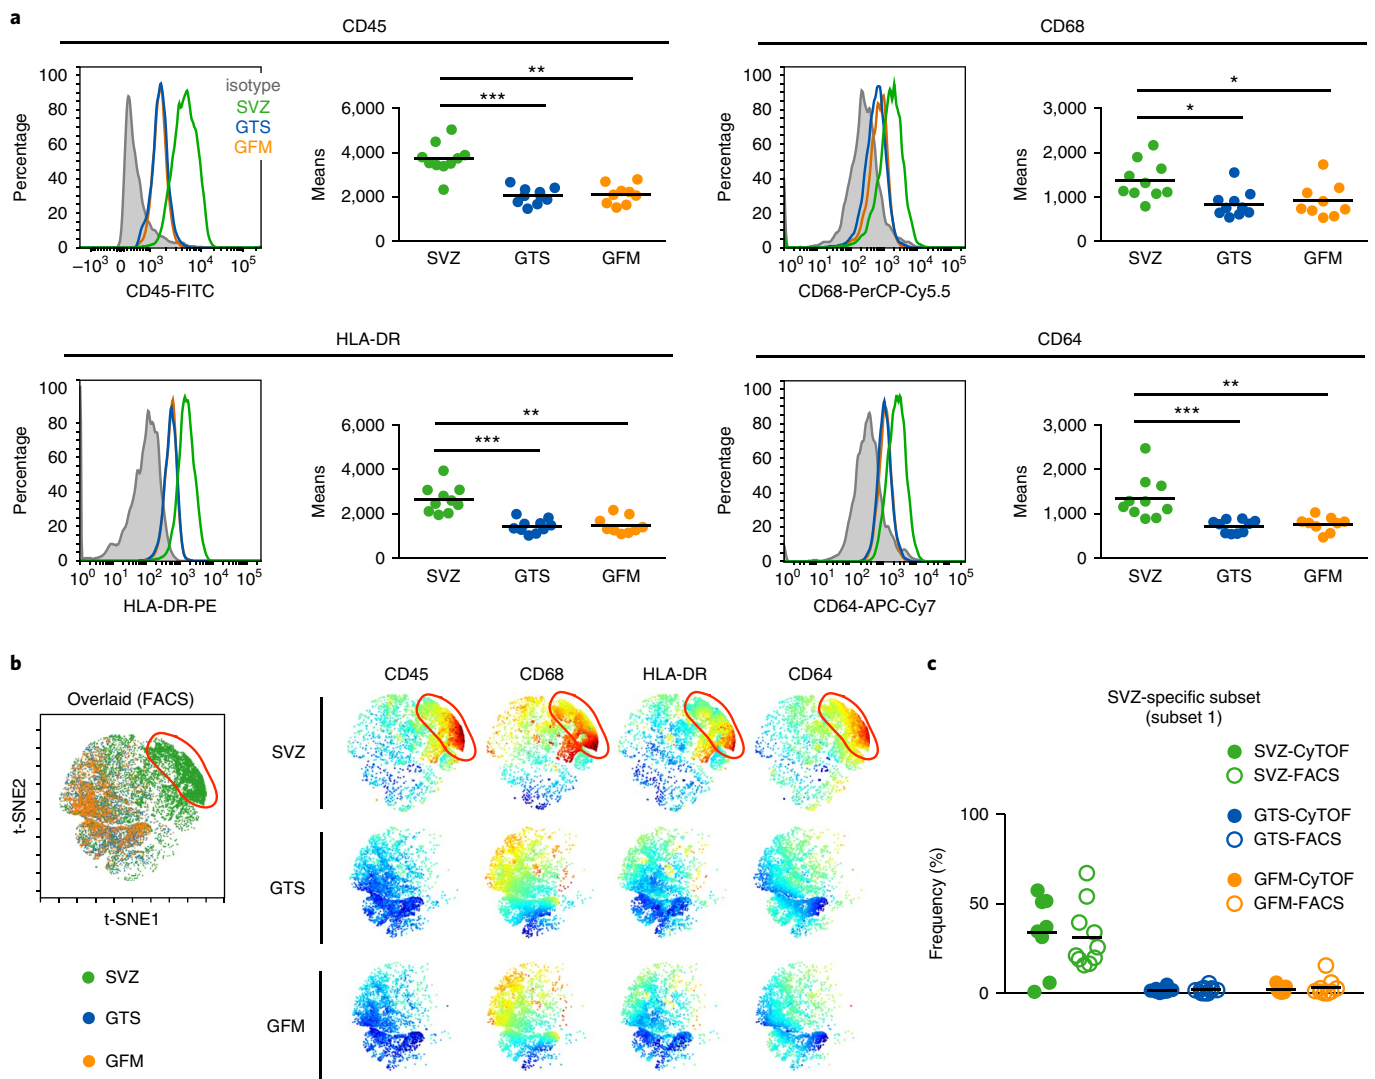 a
CD45
CD68
100
80
60
40
20
0
Percentage
isotype
SVZ
GTS
GFM
–10³ 0 10³ 10⁴ 10⁵
CD45-FITC
** 
***
6,000
4,000
2,000
0
Means
SVZ GTS GFM
100
80
60
40
20
0
Percentage
10⁰ 10¹ 10² 10³ 10⁴ 10⁵
CD68-PerCP-Cy5.5
*
*
3,000
2,000
1,000
0
Means
SVZ GTS GFM
HLA-DR
CD64
100
80
60
40
20
0
Percentage
10⁰ 10¹ 10² 10³ 10⁴ 10⁵
HLA-DR-PE
**
***
6,000
4,000
2,000
0
Means
SVZ GTS GFM
100
80
60
40
20
0
Percentage
10⁰ 10¹ 10² 10³ 10⁴ 10⁵
CD64-APC-Cy7
**
***
3,000
2,000
1,000
0
Means
SVZ GTS GFM
b
Overlaid (FACS)
t-SNE2
t-SNE1
SVZ
GTS
GFM
CD45 CD68 HLA-DR CD64
SVZ
GTS
GFM
c
SVZ-specific subset
(subset 1)
SVZ-CyTOF
SVZ-FACS
GTS-CyTOF
GTS-FACS
GFM-CyTOF
GFM-FACS
100
50
0
Frequency (%)